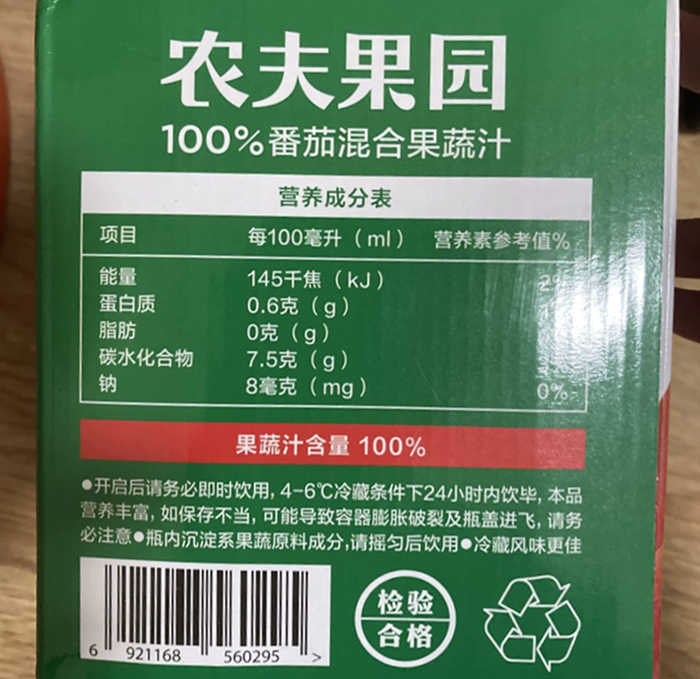 农夫果园
100%番茄混合果蔬汁
营养成分表
项目 每100毫升（ml） 营养素参考值%
能量 145千焦（kJ） 2%
蛋白质 0.6克（g）
脂肪 0克（g）
碳水化合物 7.5克（g）
钠 8毫克（mg） 0%
果蔬汁含量 100%
●开启后请务必即时饮用，4-6℃冷藏条件下24小时内饮毕，本品
营养丰富，如保存不当，可能导致容器膨胀破裂及瓶盖迸飞，请务
必注意●瓶内沉淀系果蔬原料成分，请摇匀后饮用●冷藏风味更佳
检验
合格
6 921168 560295 >